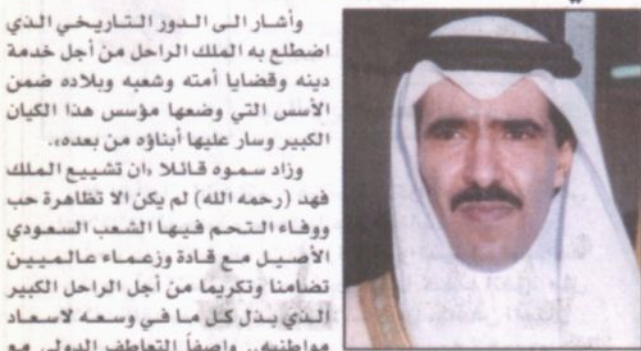 وأشار الى الدور التاريخي الذي
اضطلع به الملك الراحل من أجل خدمة
دينه وقضايا أمته وشعبه وبلاده ضمن
الأسس التي وضعها مؤسس هذا الكيان
الكبير وسار عليها أبناؤه من بعده».
وزاد سموه قائلا «ان تشييع الملك
فهد (رحمه الله) لم يكن الا تظاهرة حب
ووفاء التحم فيها الشعب السعودي
الأصيل مع قادة وزعماء عالميين
تضامنا وتكريما من أجل الراحل الكبير
الذي بذل كل ما في وسعه لاسعاد
مواطنيه.. واصفاً التعاطف الدولي مع